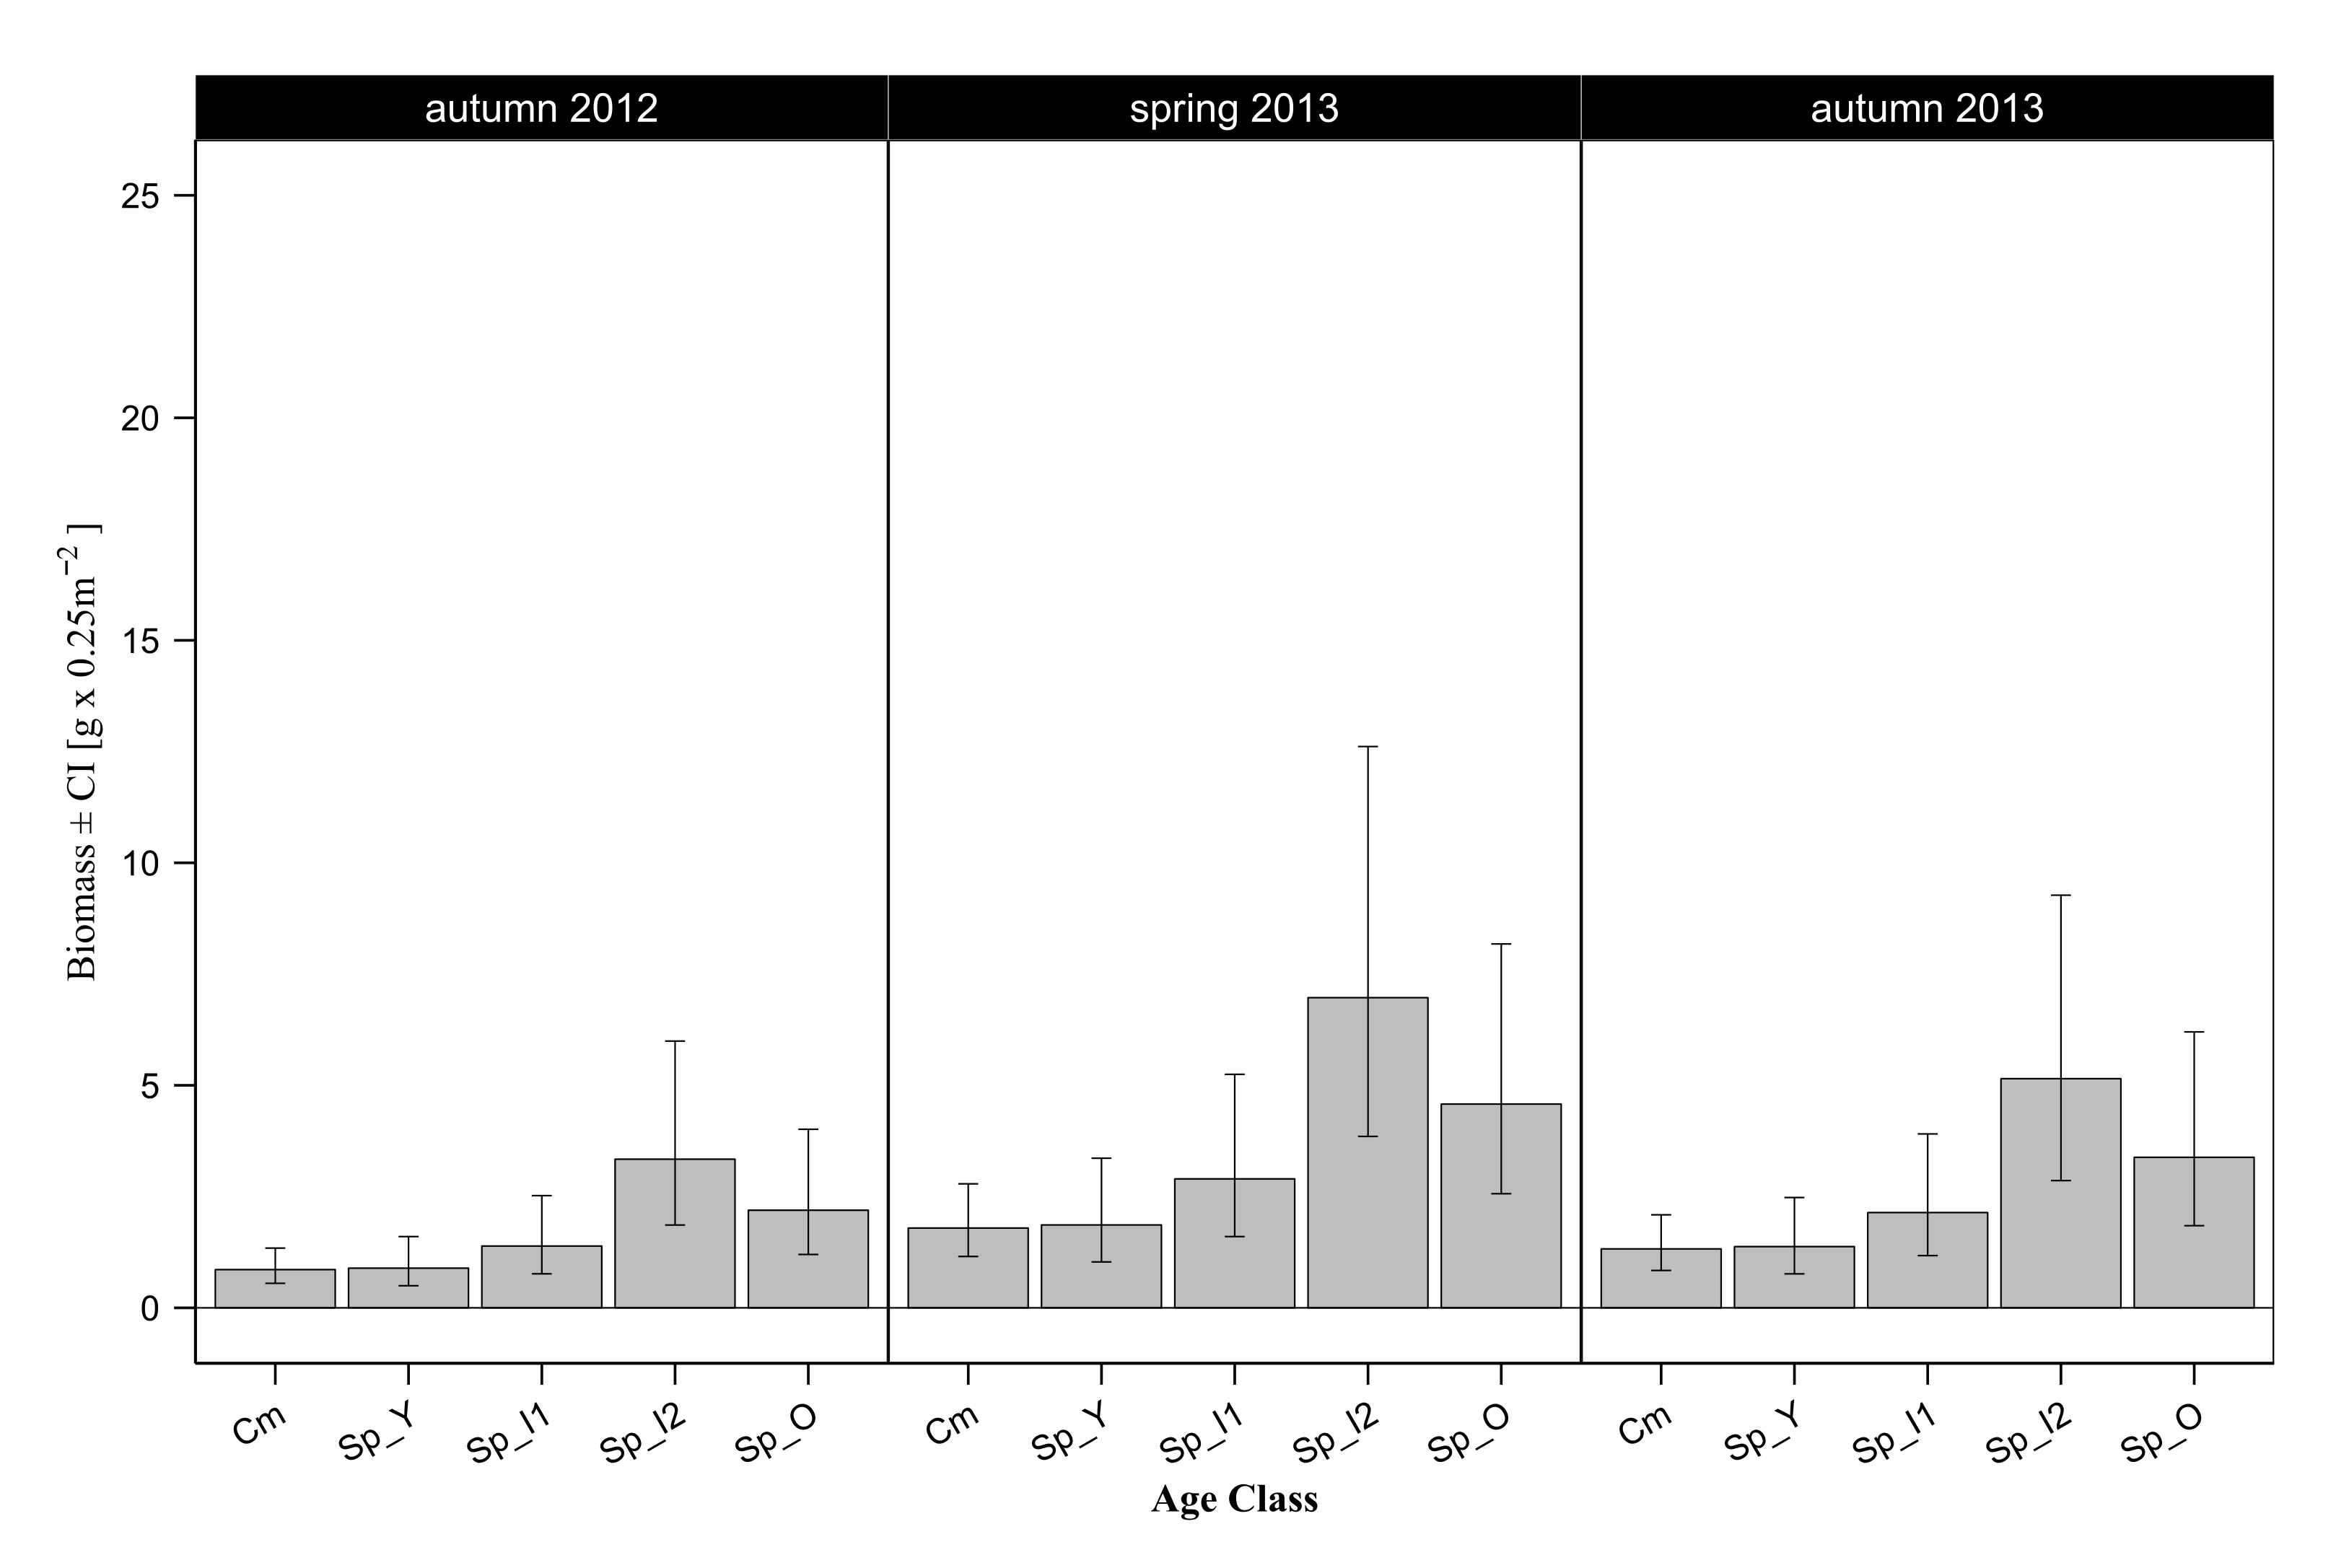 autumn 2012 spring 2013 autumn 2013
25
20
15
10
5
0
Biomass ± CI [g x 0.25m⁻² ]
Cm Sp_Y Sp_I1 Sp_I2 Sp_O Cm Sp_Y Sp_I1 Sp_I2 Sp_O Cm Sp_Y Sp_I1 Sp_I2 Sp_O
Age Class